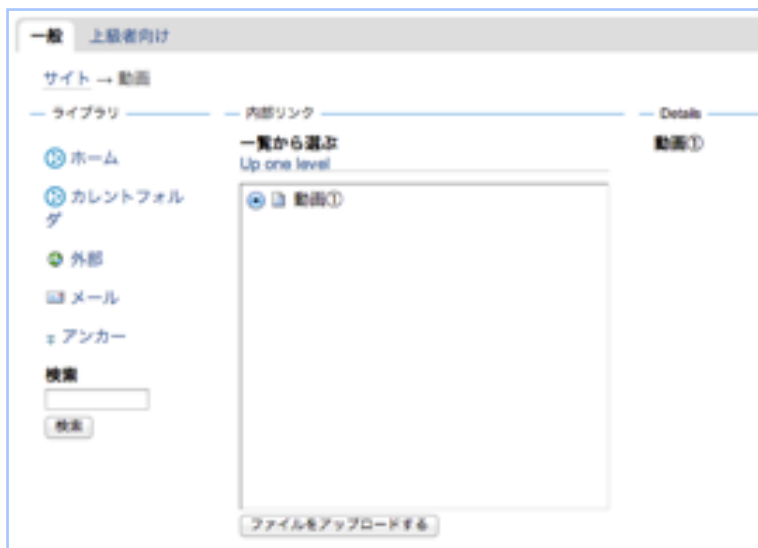 一般 上級者向け
サイト → 動画
ライブラリ
ホーム
カレントフォル
ダ
外部
メール
アンカー
検索
検索
内部リンク
一覧から選ぶ
Up one level
動画①
ファイルをアップロードする
Details
動画①